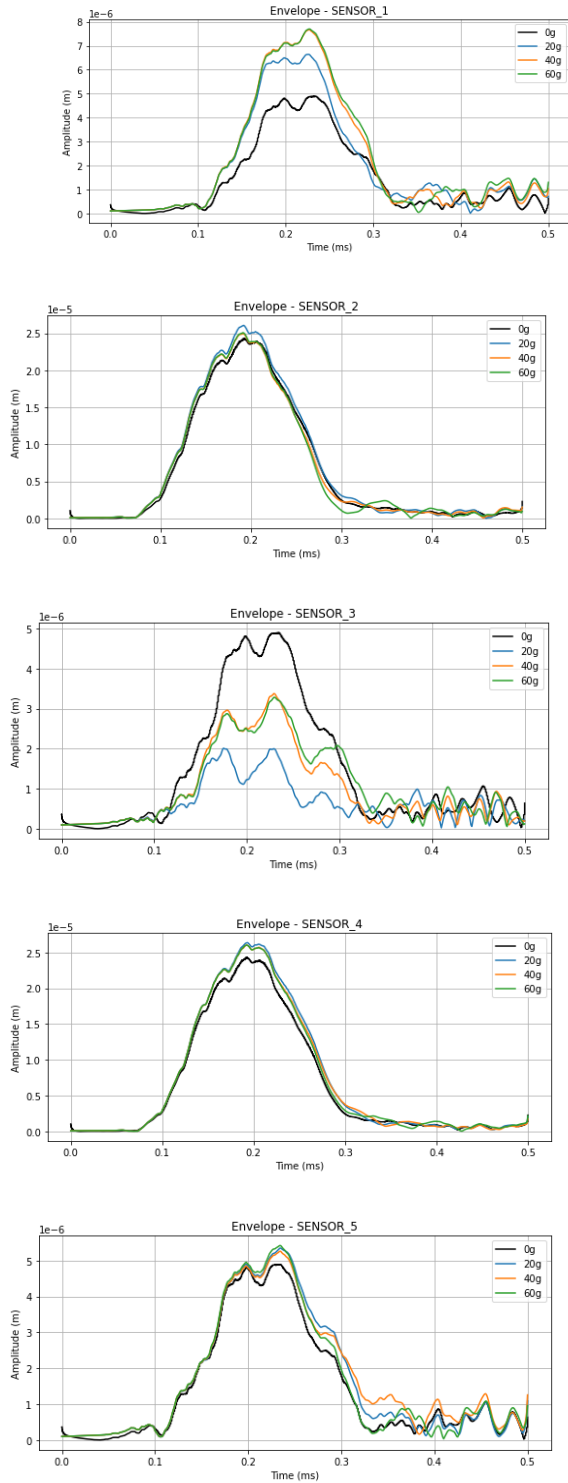 Envelope - SENSOR_1
1e−6
8
7
6
5
4
3
2
1
0
Amplitude (m)
0g
20g
40g
60g
0.0 0.1 0.2 0.3 0.4 0.5
Time (ms)
Envelope - SENSOR_2
1e−5
2.5
2.0
1.5
1.0
0.5
0.0
Amplitude (m)
0g
20g
40g
60g
0.0 0.1 0.2 0.3 0.4 0.5
Time (ms)
Envelope - SENSOR_3
1e−6
5
4
3
2
1
0
Amplitude (m)
0g
20g
40g
60g
0.0 0.1 0.2 0.3 0.4 0.5
Time (ms)
Envelope - SENSOR_4
1e−5
2.5
2.0
1.5
1.0
0.5
0.0
Amplitude (m)
0g
20g
40g
60g
0.0 0.1 0.2 0.3 0.4 0.5
Time (ms)
Envelope - SENSOR_5
1e−6
5
4
3
2
1
0
Amplitude (m)
0g
20g
40g
60g
0.0 0.1 0.2 0.3 0.4 0.5
Time (ms)